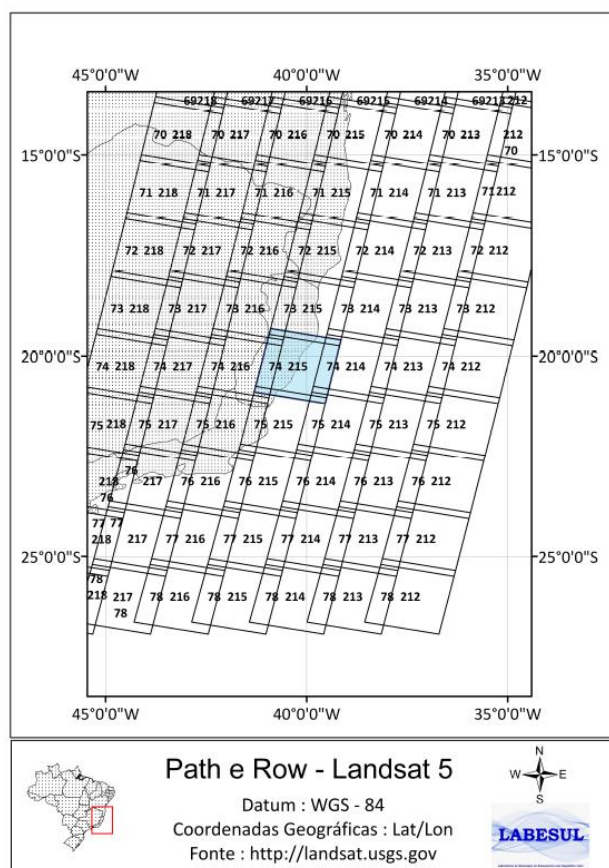 45°0'0"W 40°0'0"W 35°0'0"W
69218 69217 69216 69215 69214 69213 212
70 218 70 217 70 216 70 215 70 214 70 213 212
15°0'0"S 70 15°0'0"S
71 218 71 217 71 216 71 215 71 214 71 213 71 212
72 218 72 217 72 216 72 215 72 214 72 213 72 212
73 218 73 217 73 216 73 215 73 214 73 213 73 212
20°0'0"S 20°0'0"S
74 218 74 217 74 216 74 215 74 214 74 213 74 212
75 218 75 217 75 216 75 215 75 214 75 213 75 212
76
218 217 76 216 76 215 76 214 76 213 76 212
76
77 77
218 217 77 216 77 215 77 214 77 213 77 212
25°0'0"S 25°0'0"S
78
218 217 78 216 78 215 78 214 78 213 78 212
78
45°0'0"W 40°0'0"W 35°0'0"W
Path e Row - Landsat 5
Datum : WGS - 84
Coordenadas Geográficas : Lat/Lon
Fonte : http://landsat.usgs.gov
N
W E
S
LABESUL